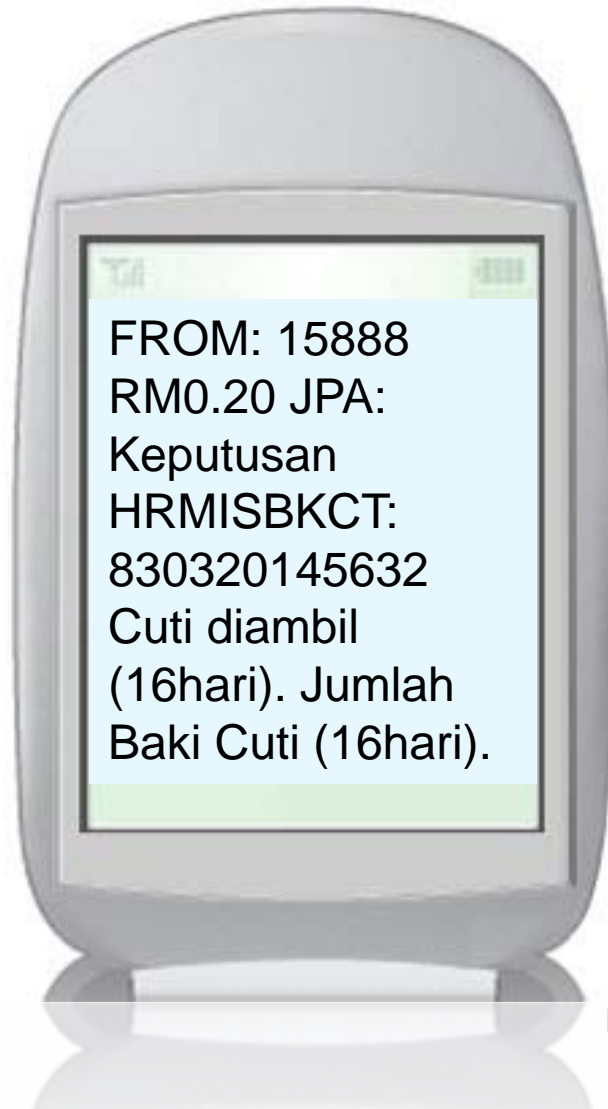 FROM: 15888
RM0.20 JPA:
Keputusan
HRMISBKCT:
830320145632
Cuti diambil
(16hari). Jumlah
Baki Cuti (16hari).